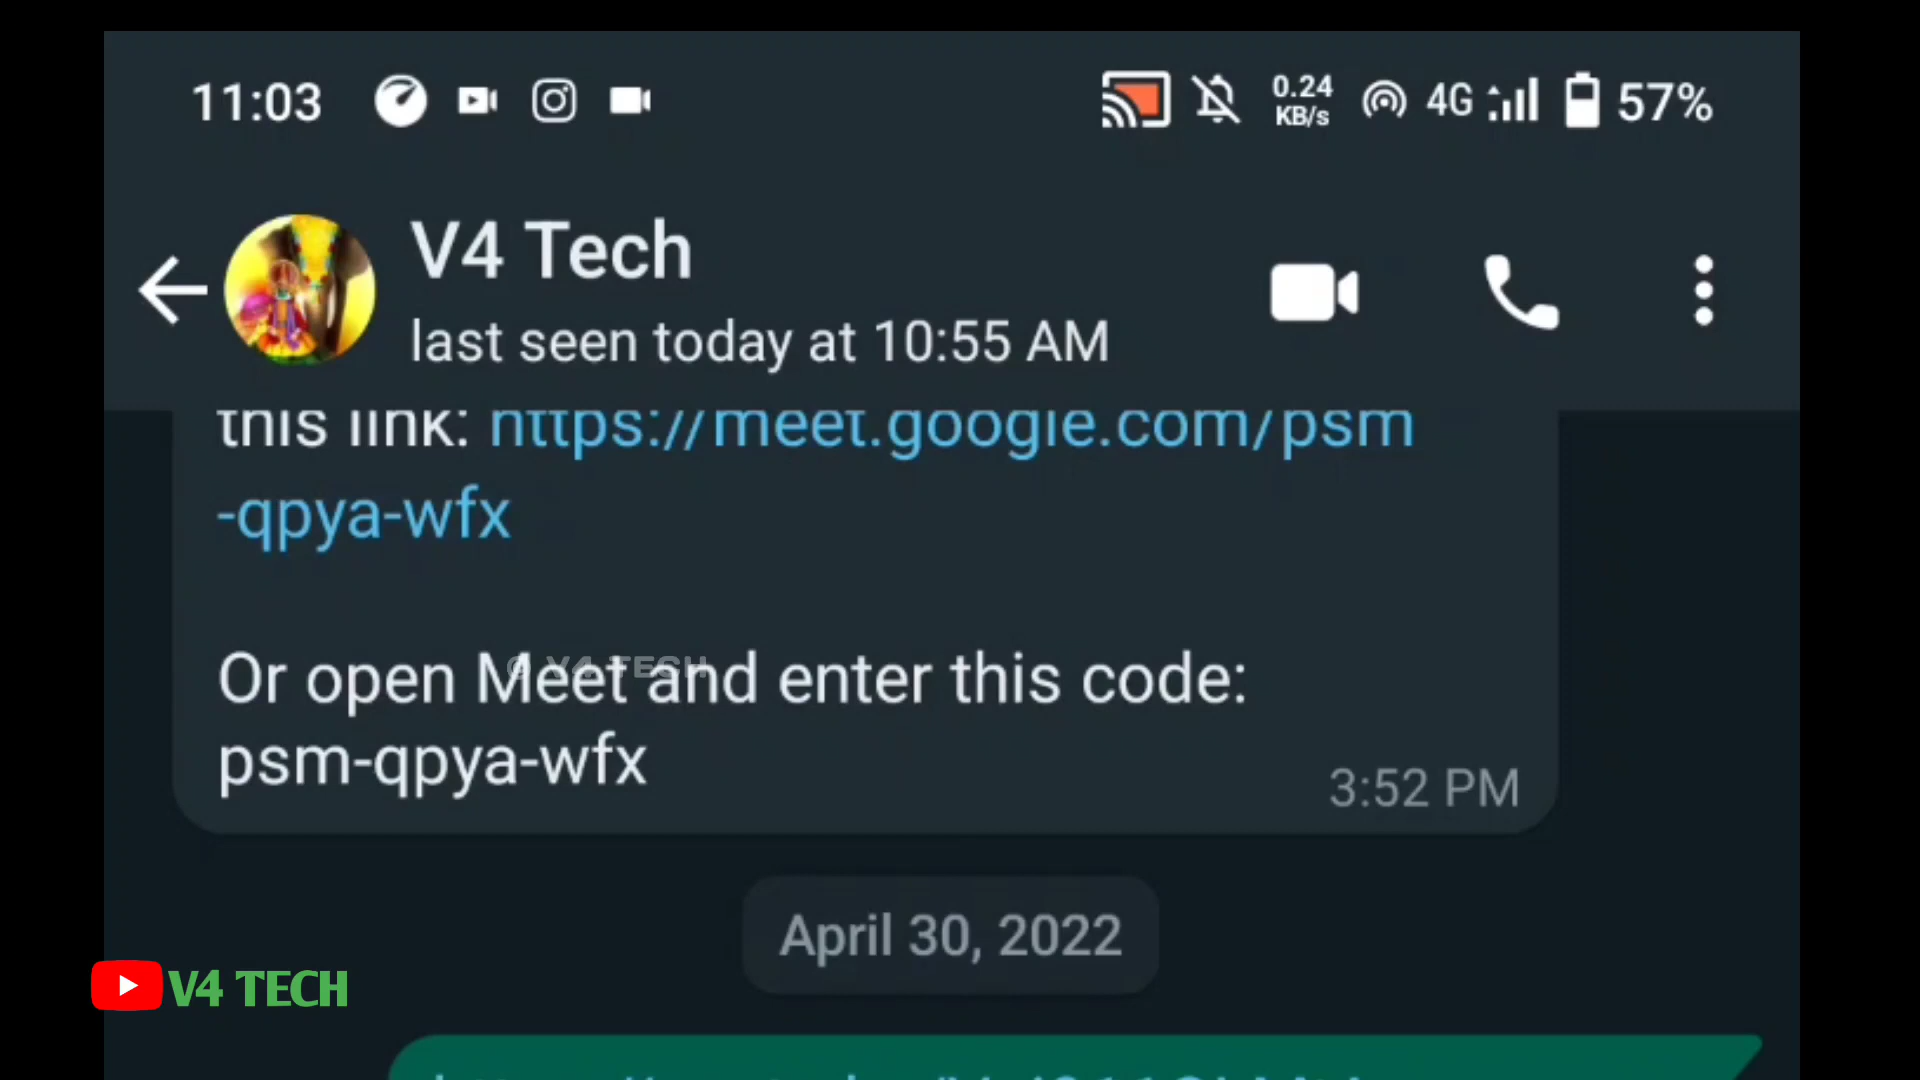 11:03 0.24 KB/s 4G 57%
V4 Tech
last seen today at 10:55 AM
this link: https://meet.google.com/psm
-qpya-wfx
Or open Meet and enter this code:
© V4 TECH
psm-qpya-wfx
3:52 PM
April 30, 2022
V4 TECH